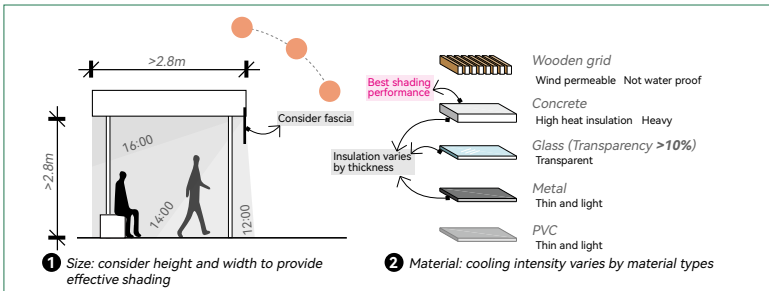 >2.8m
>2.8m
Consider fascia
16:00
14:00
12:00
1 Size: consider height and width to provide
effective shading
Best shading
performance
Insulation varies
by thickness
Wooden grid
Wind permeable Not water proof
Concrete
High heat insulation Heavy
Glass (Transparency >10%)
Transparent
Metal
Thin and light
PVC
Thin and light
2 Material: cooling intensity varies by material types